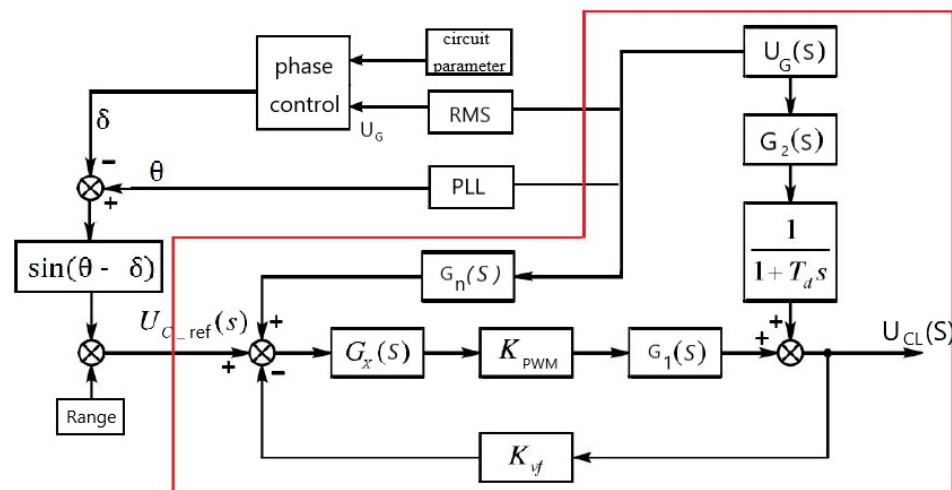 circuit
parameter
phase
control
U_G(S)
RMS
U_G
δ
G_2(S)
-
θ
PLL
+
sin(θ - δ)
1
1+T_d s
G_n(S)
U_C_ref(s)
+
+
+
+
-
G_x(S)
K_PWM
G_1(S)
U_CL(S)
Range
K_vf